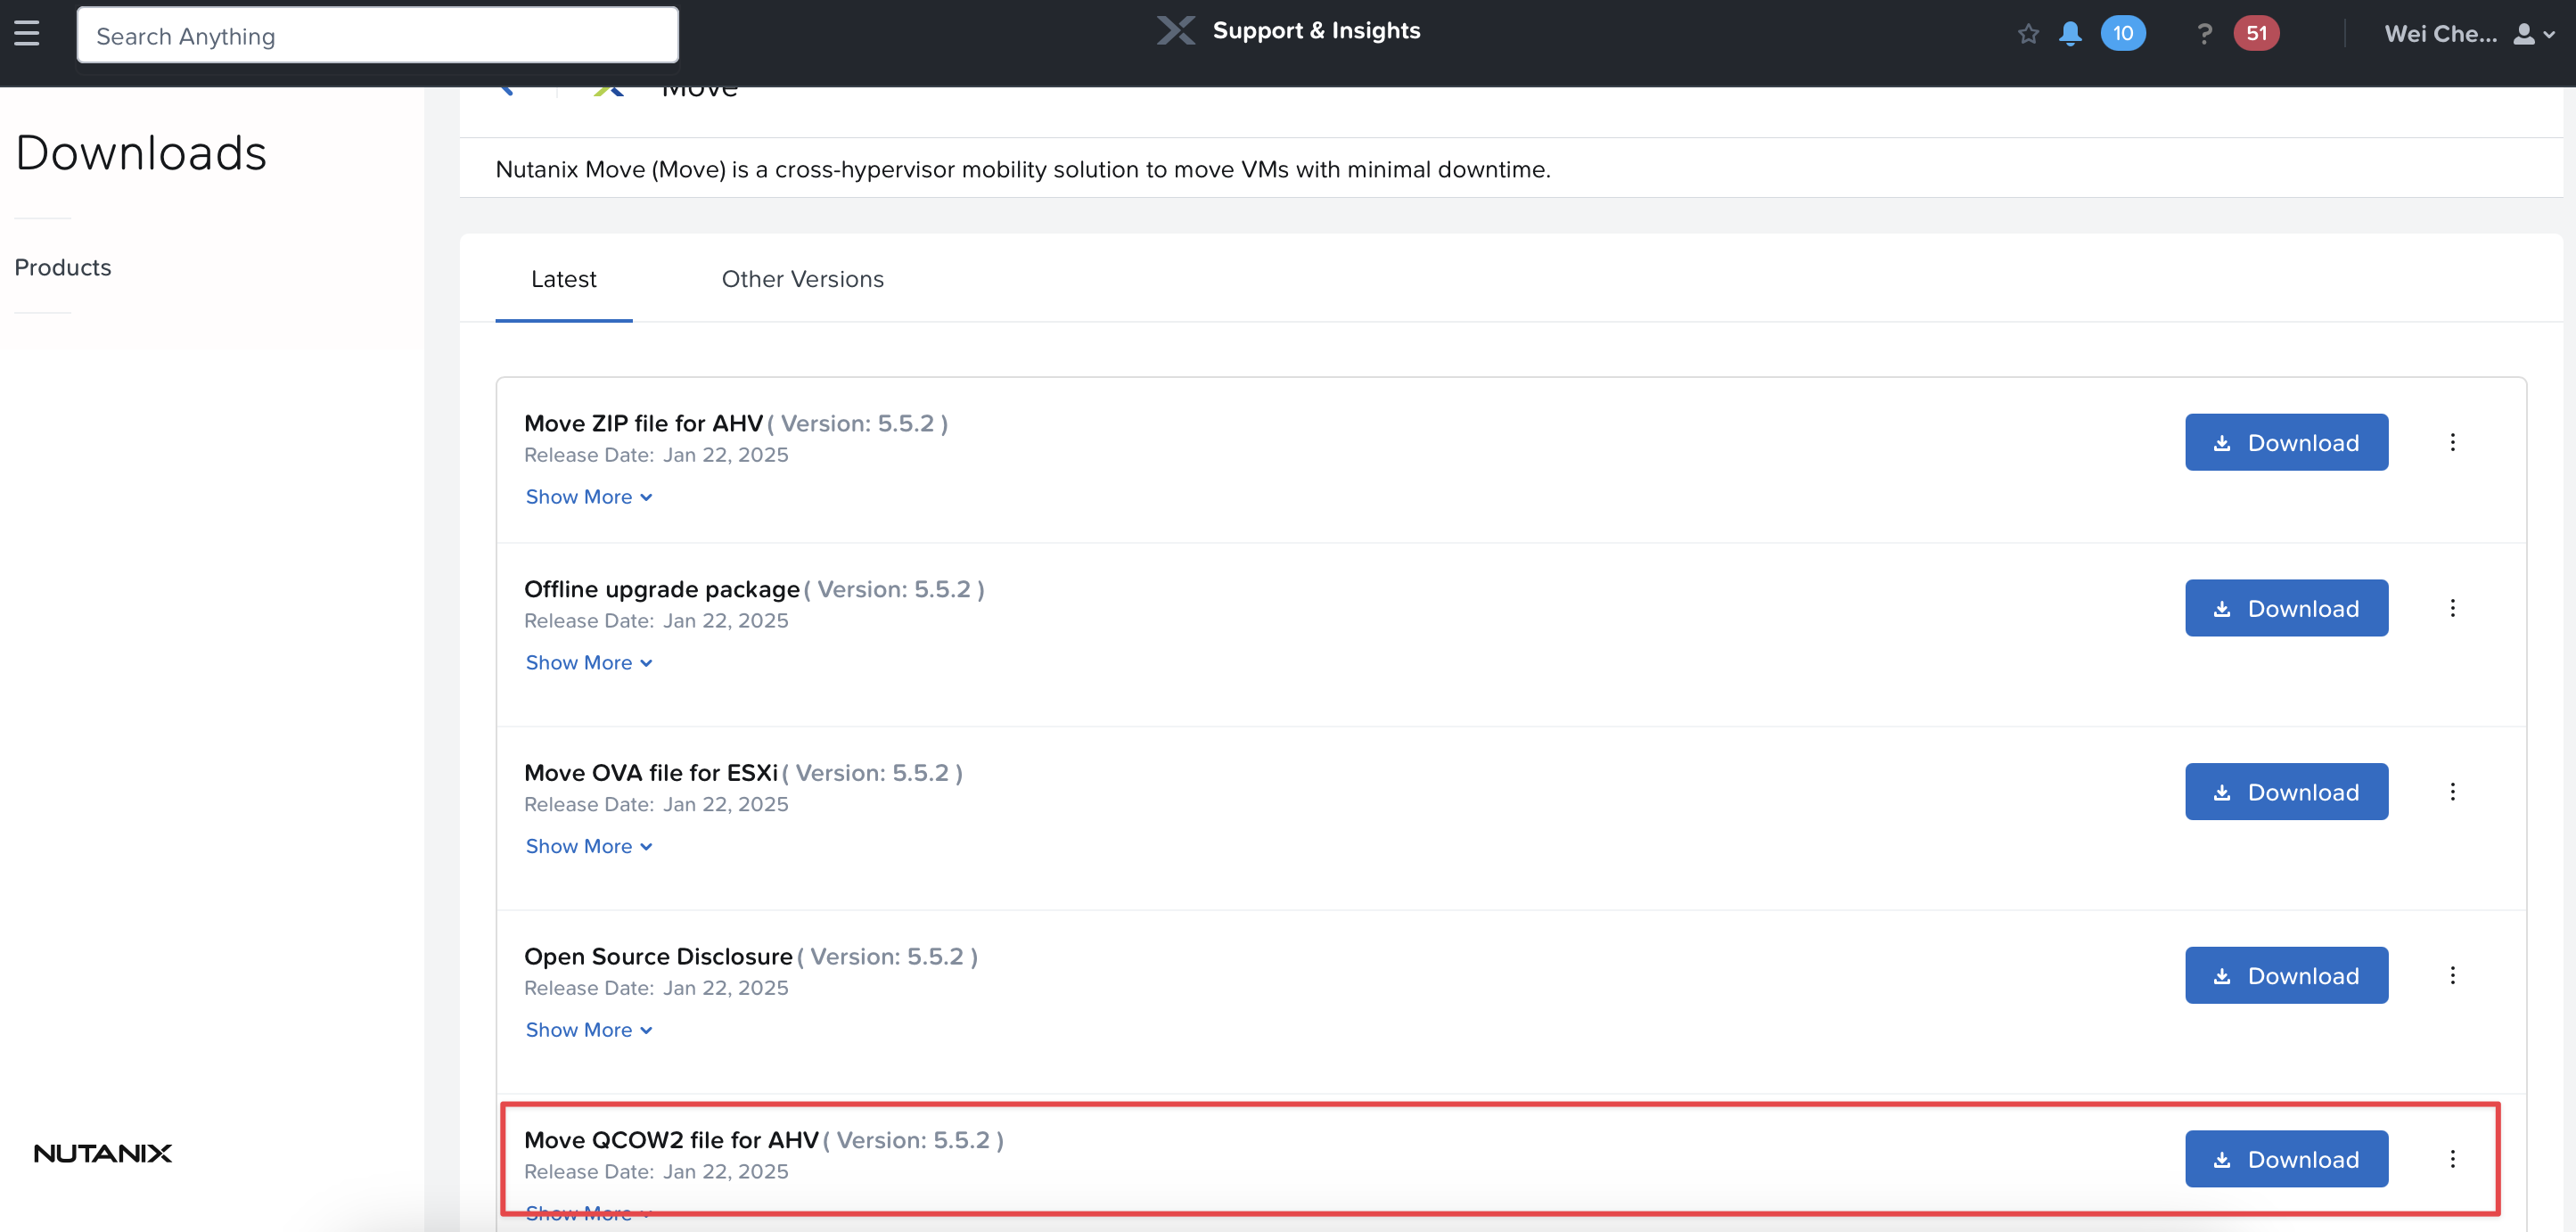 Search Anything
Support & Insights
10
?
51
Wei Che...
Downloads
Products
Move
Nutanix Move (Move) is a cross-hypervisor mobility solution to move VMs with minimal downtime.
Latest
Other Versions
Move ZIP file for AHV ( Version: 5.5.2 )
Release Date: Jan 22, 2025
Show More
Download
Offline upgrade package ( Version: 5.5.2 )
Release Date: Jan 22, 2025
Show More
Download
Move OVA file for ESXi ( Version: 5.5.2 )
Release Date: Jan 22, 2025
Show More
Download
Open Source Disclosure ( Version: 5.5.2 )
Release Date: Jan 22, 2025
Show More
Download
Move QCOW2 file for AHV ( Version: 5.5.2 )
Release Date: Jan 22, 2025
Show More
Download
NUTANIX